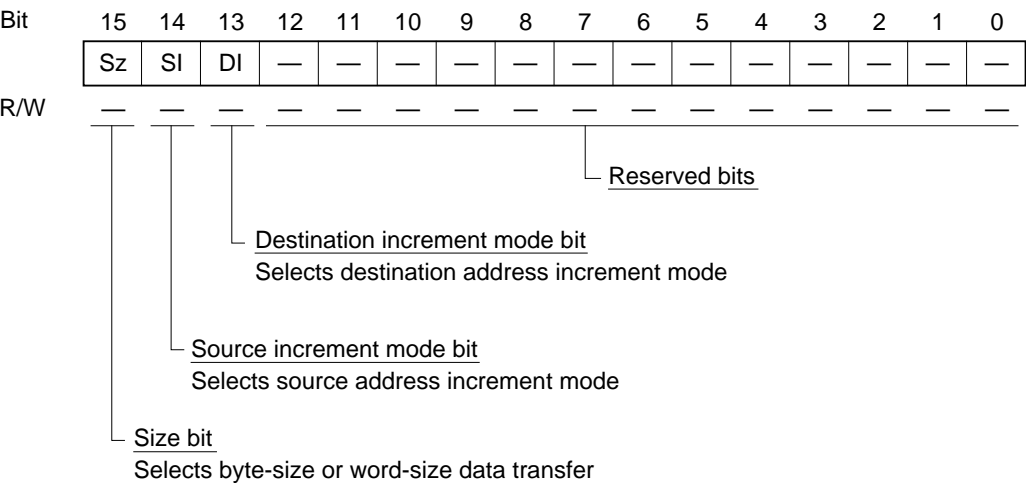 Bit 15 14 13 12 11 10 9 8 7 6 5 4 3 2 1 0
Sz SI DI — — — — — — — — — — — — —
R/W — — — — — — — — — — — — — — — —
Reserved bits
Destination increment mode bit
Selects destination address increment mode
Source increment mode bit
Selects source address increment mode
Size bit
Selects byte-size or word-size data transfer